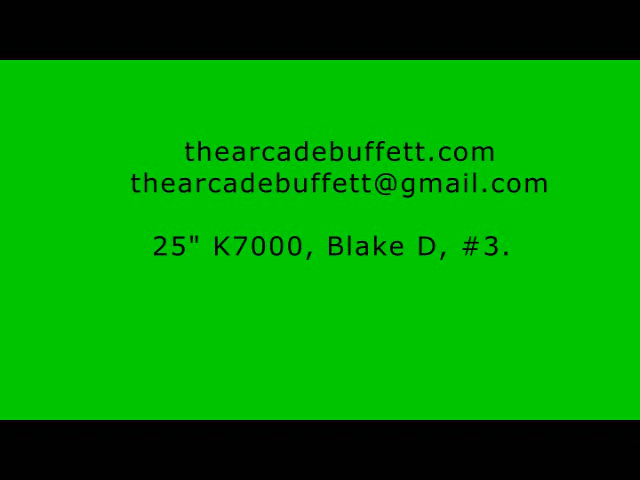 thearcadebuffett.com
thearcadebuffett@gmail.com
25" K7000, Blake D, #3.